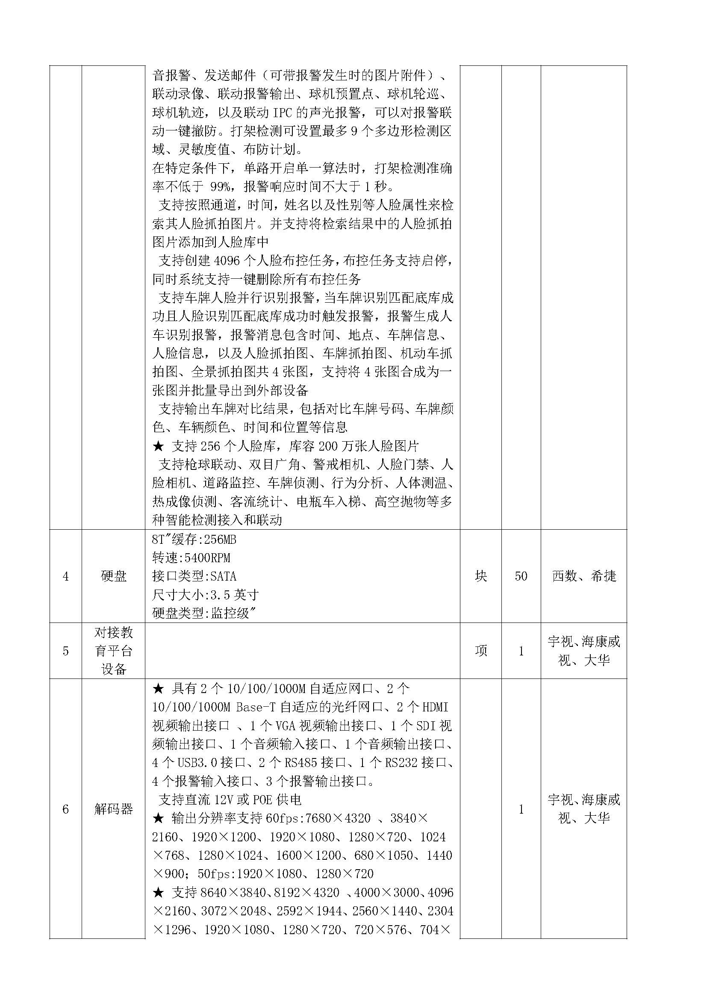 音报警、发送邮件（可带报警发生时的图片附件）、
联动录像、联动报警输出、球机预置点、球机轮巡、
球机轨迹，以及联动 IPC 的声光报警，可以对报警联
动一键撤防。打架检测可设置最多 9 个多边形检测区
域、灵敏度值、布防计划。
在特定条件下，单路开启单一算法时，打架检测准确
率不低于 99%，报警响应时间不大于 1 秒。
支持按照通道，时间，姓名以及性别等人脸属性来检
索其人脸抓拍图片。并支持将检索结果中的人脸抓拍
图片添加到人脸库中
支持创建 4096 个人脸布控任务，布控任务支持启停，
同时系统支持一键删除所有布控任务
支持车牌人脸并行识别报警，当车牌识别匹配底库成
功且人脸识别匹配底库成功时触发报警，报警生成人
车识别报警，报警消息包含时间、地点、车牌信息、
人脸信息，以及人脸抓拍图、车牌抓拍图、机动车抓
拍图、全景抓拍图共 4 张图，支持将 4 张图合成为一
张图并批量导出到外部设备
支持输出车牌对比结果，包括对比车牌号码、车牌颜
色、车辆颜色、时间和位置等信息
★ 支持 256 个人脸库，库容 200 万张人脸图片
支持枪球联动、双目广角、警戒相机、人脸门禁、人
脸相机、道路监控、车牌侦测、行为分析、人体测温、
热成像侦测、客流统计、电瓶车入梯、高空抛物等多
种智能检测接入和联动
4
硬盘
8T"缓存:256MB
转速:5400RPM
接口类型:SATA
尺寸大小:3.5 英寸
硬盘类型:监控级"
块
50
西数、希捷
5
对接教
育平台
设备
项
1
宇视、海康威
视、大华
6
解码器
★ 具有 2 个 10/100/1000M 自适应网口、2 个
10/100/1000M Base-T 自适应的光纤网口、2 个 HDMI
视频输出接口 、1 个 VGA 视频输出接口、1 个 SDI 视
频输出接口、1 个音频输入接口、1 个音频输出接口、
4 个 USB3.0 接口、2 个 RS485 接口、1 个 RS232 接口、
4 个报警输入接口、3 个报警输出接口。
支持直流 12V 或 POE 供电
★ 输出分辨率支持 60fps:7680×4320 、3840×
2160、1920×1200、1920×1080、1280×720、1024
×768、1280×1024、1600×1200、680×1050、1440
×900；50fps:1920×1080、1280×720
★ 支持 8640×3840、8192×4320 、4000×3000、4096
×2160、3072×2048、2592×1944、2560×1440、2304
×1296、1920×1080、1280×720、720×576、704×
1
宇视、海康威
视、大华